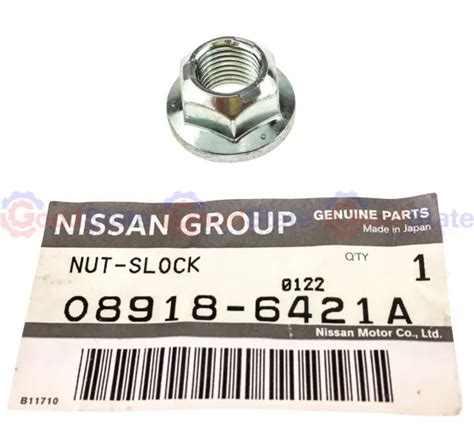 NISSAN GROUP
GENUINE PARTS
Made in Japan
NUT-SLOCK
Q'TY
1
0122
08918-6421A
Nissan Motor Co., Ltd.
B11710